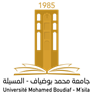 1985
جامعة محمد بوضياف - المسيلة
Université Mohamed Boudiaf - M'sila